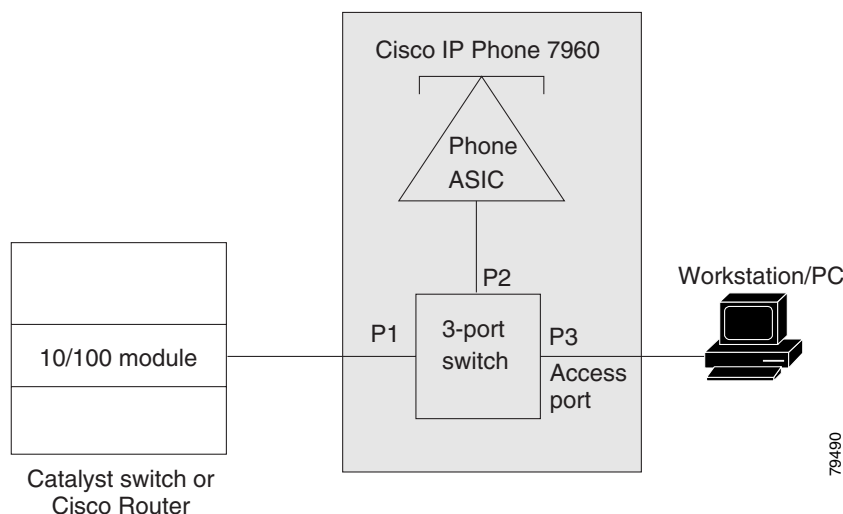 Cisco IP Phone 7960
Phone
ASIC
P2
Workstation/PC
P1
3-port
switch
P3
10/100 module
Access
port
Catalyst switch or
Cisco Router
79490